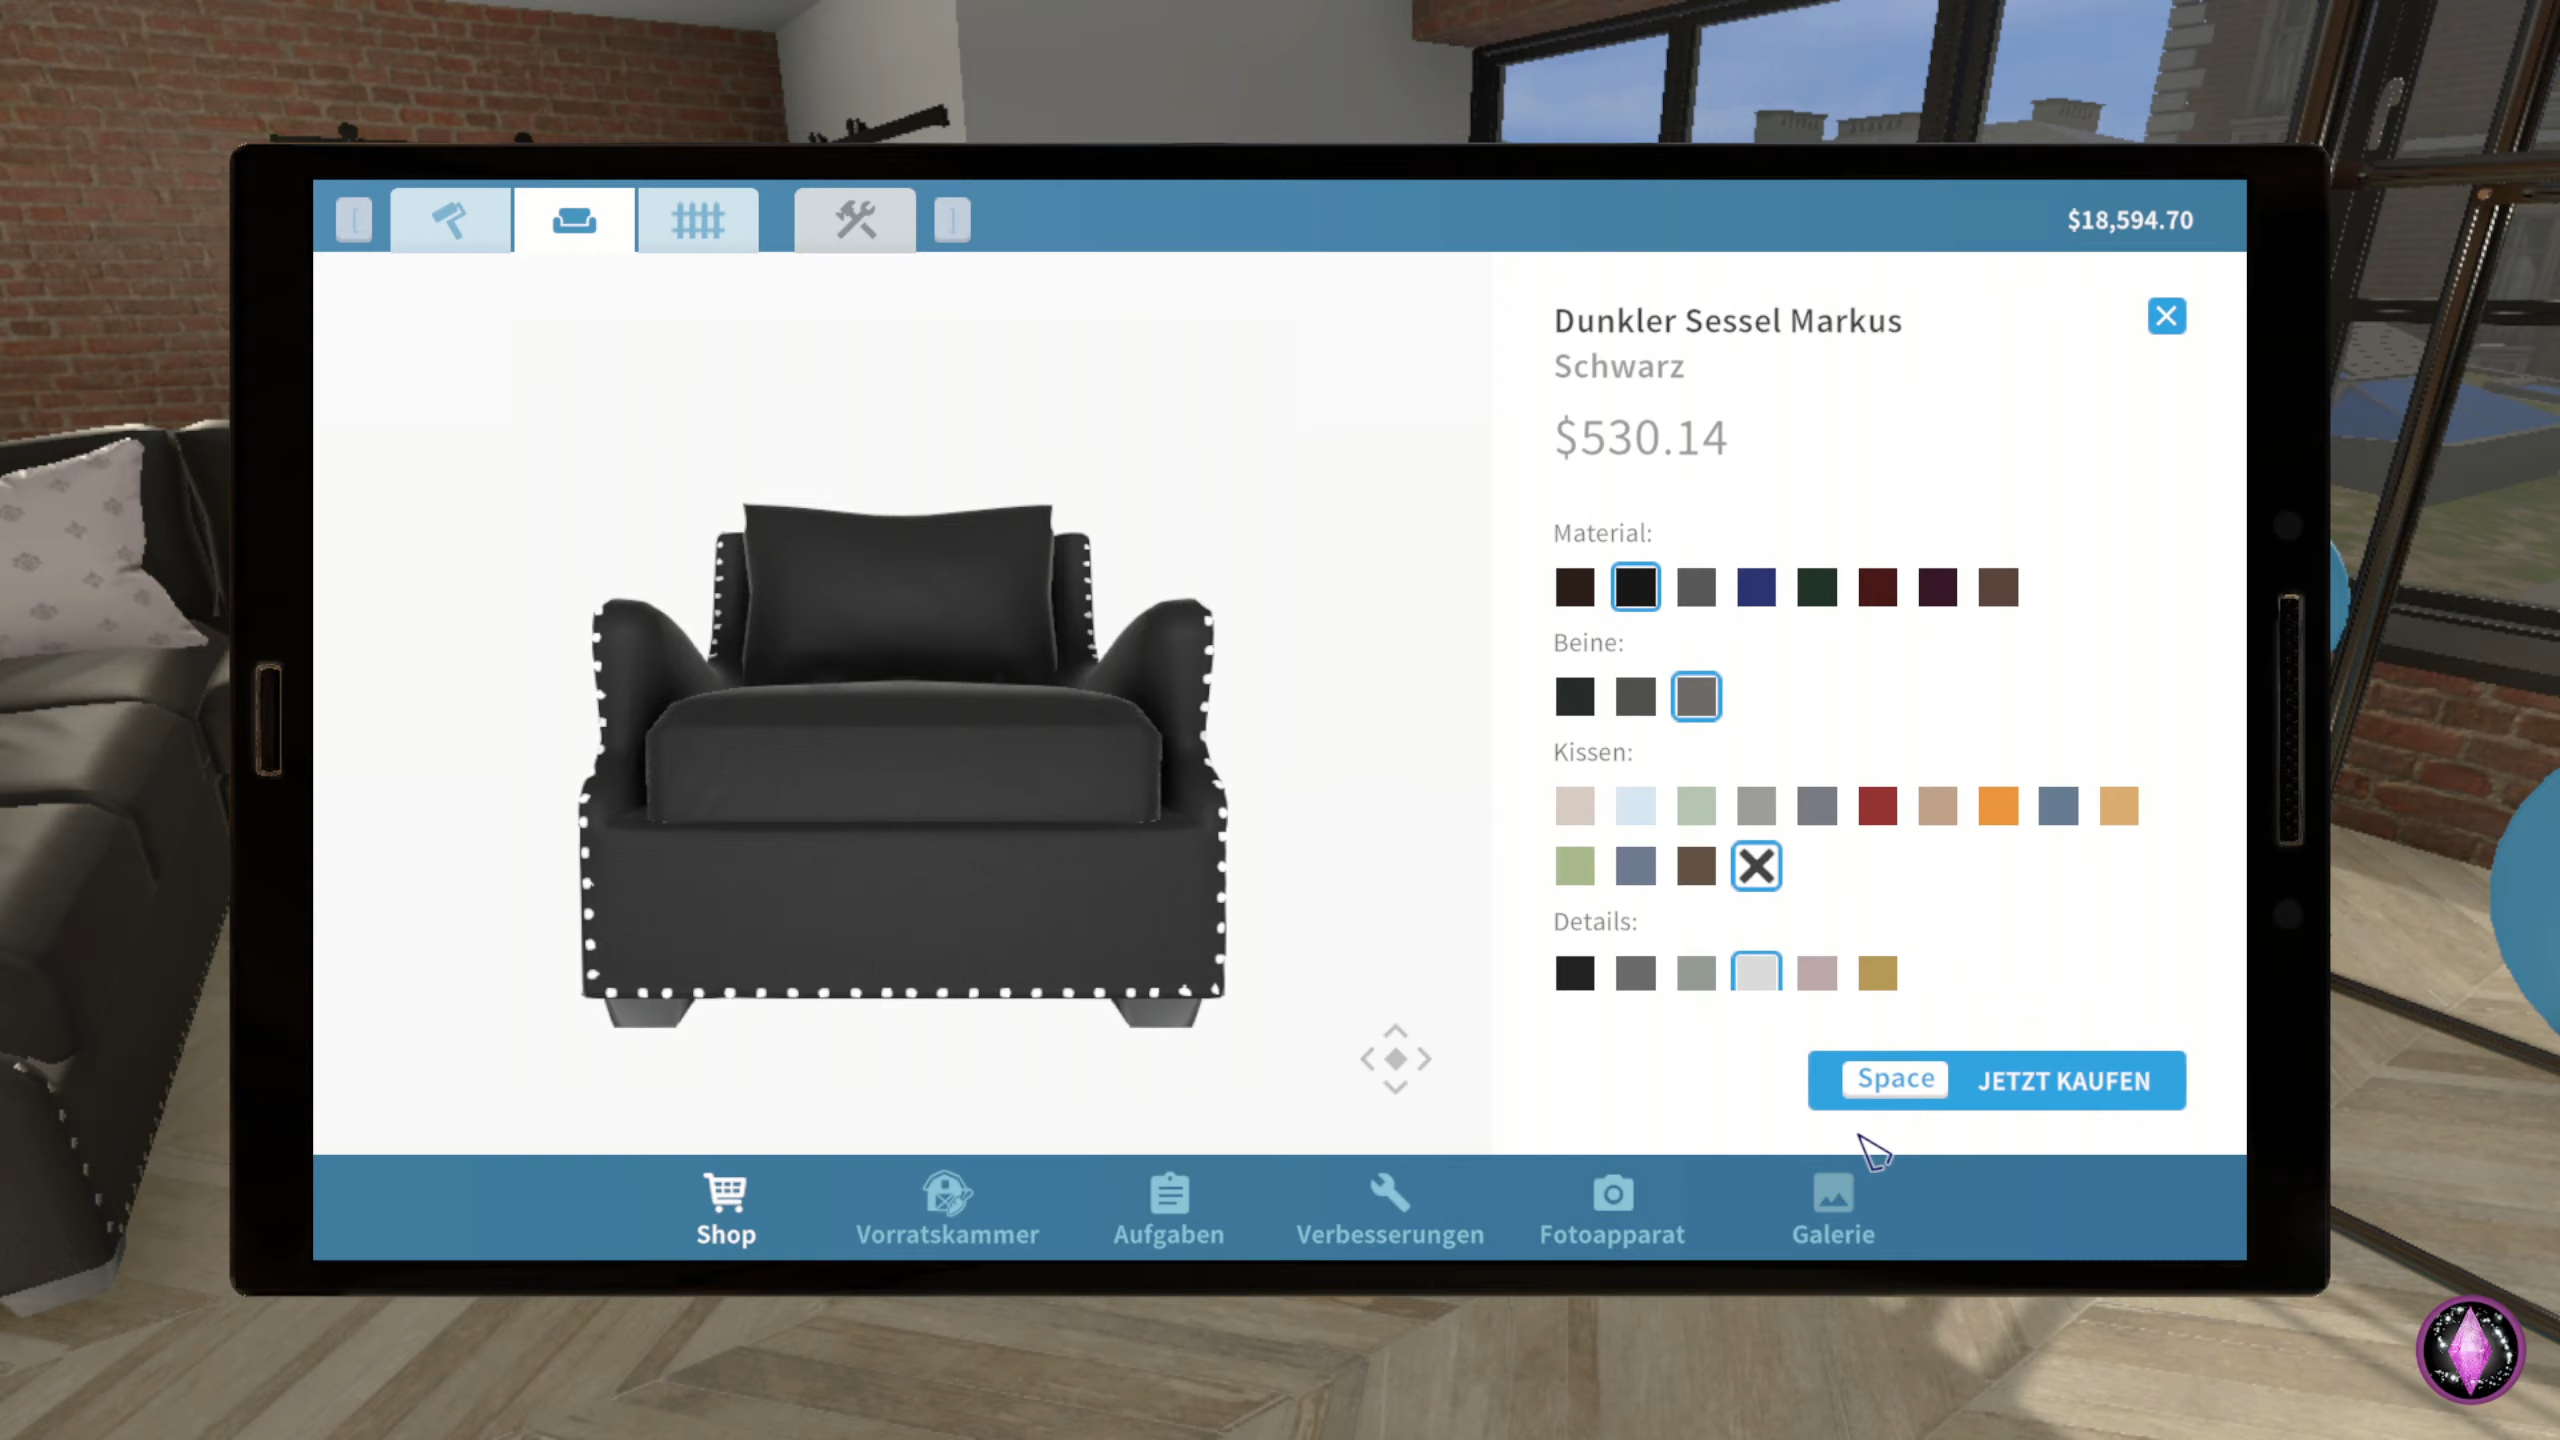 [
]
$18,594.70
Dunkler Sessel Markus
Schwarz
$530.14
Material:
Beine:
Kissen:
Details:
Space JETZT KAUFEN
Shop
Vorratskammer
Aufgaben
Verbesserungen
Fotoapparat
Galerie